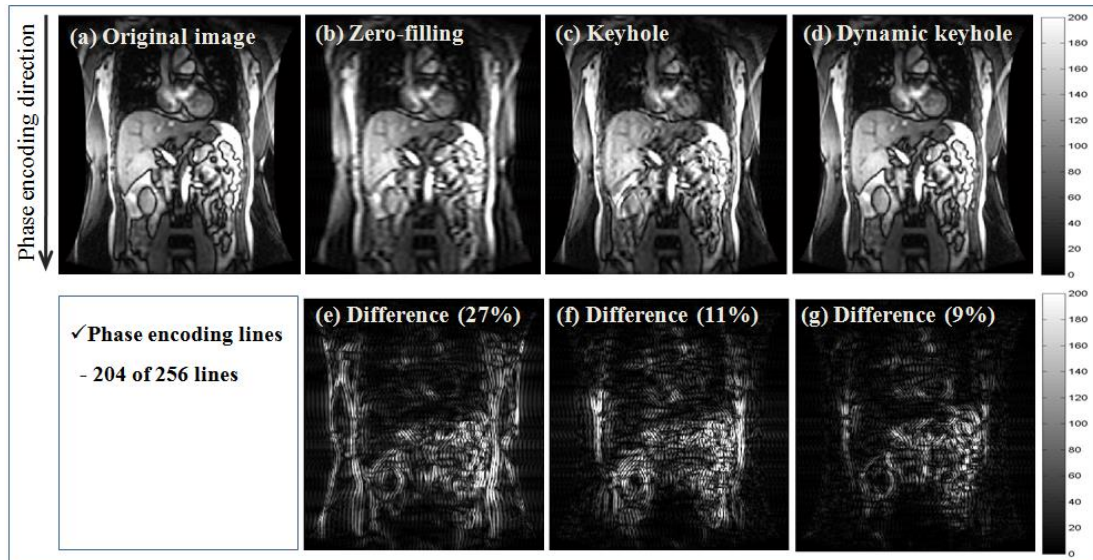 Phase encoding direction
(a) Original image
(b) Zero-filling
(c) Keyhole
(d) Dynamic keyhole
200
180
160
140
120
100
80
60
40
20
0
✓Phase encoding lines
- 204 of 256 lines
(e) Difference (27%)
(f) Difference (11%)
(g) Difference (9%)
200
180
160
140
120
100
80
60
40
20
0